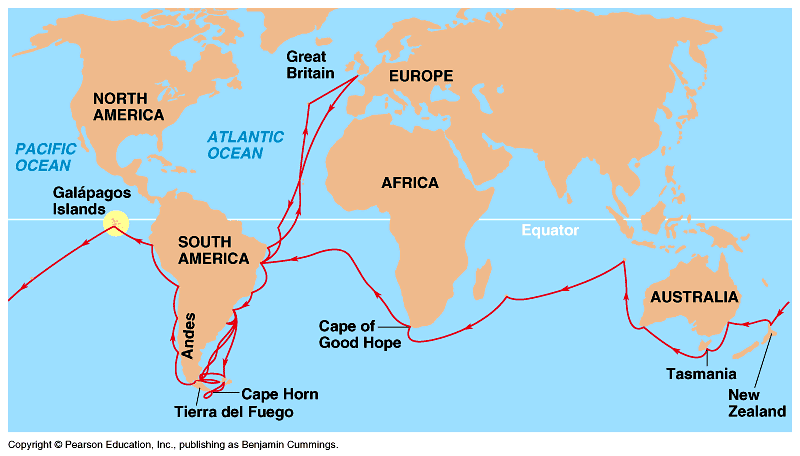 Great
Britain
EUROPE
NORTH
AMERICA
ATLANTIC
OCEAN
PACIFIC
OCEAN
AFRICA
Galápagos
Islands
Equator
SOUTH
AMERICA
AUSTRALIA
Andes
Cape of
Good Hope
Tasmania
Cape Horn
New
Zealand
Tierra del Fuego
Copyright © Pearson Education, Inc., publishing as Benjamin Cummings.